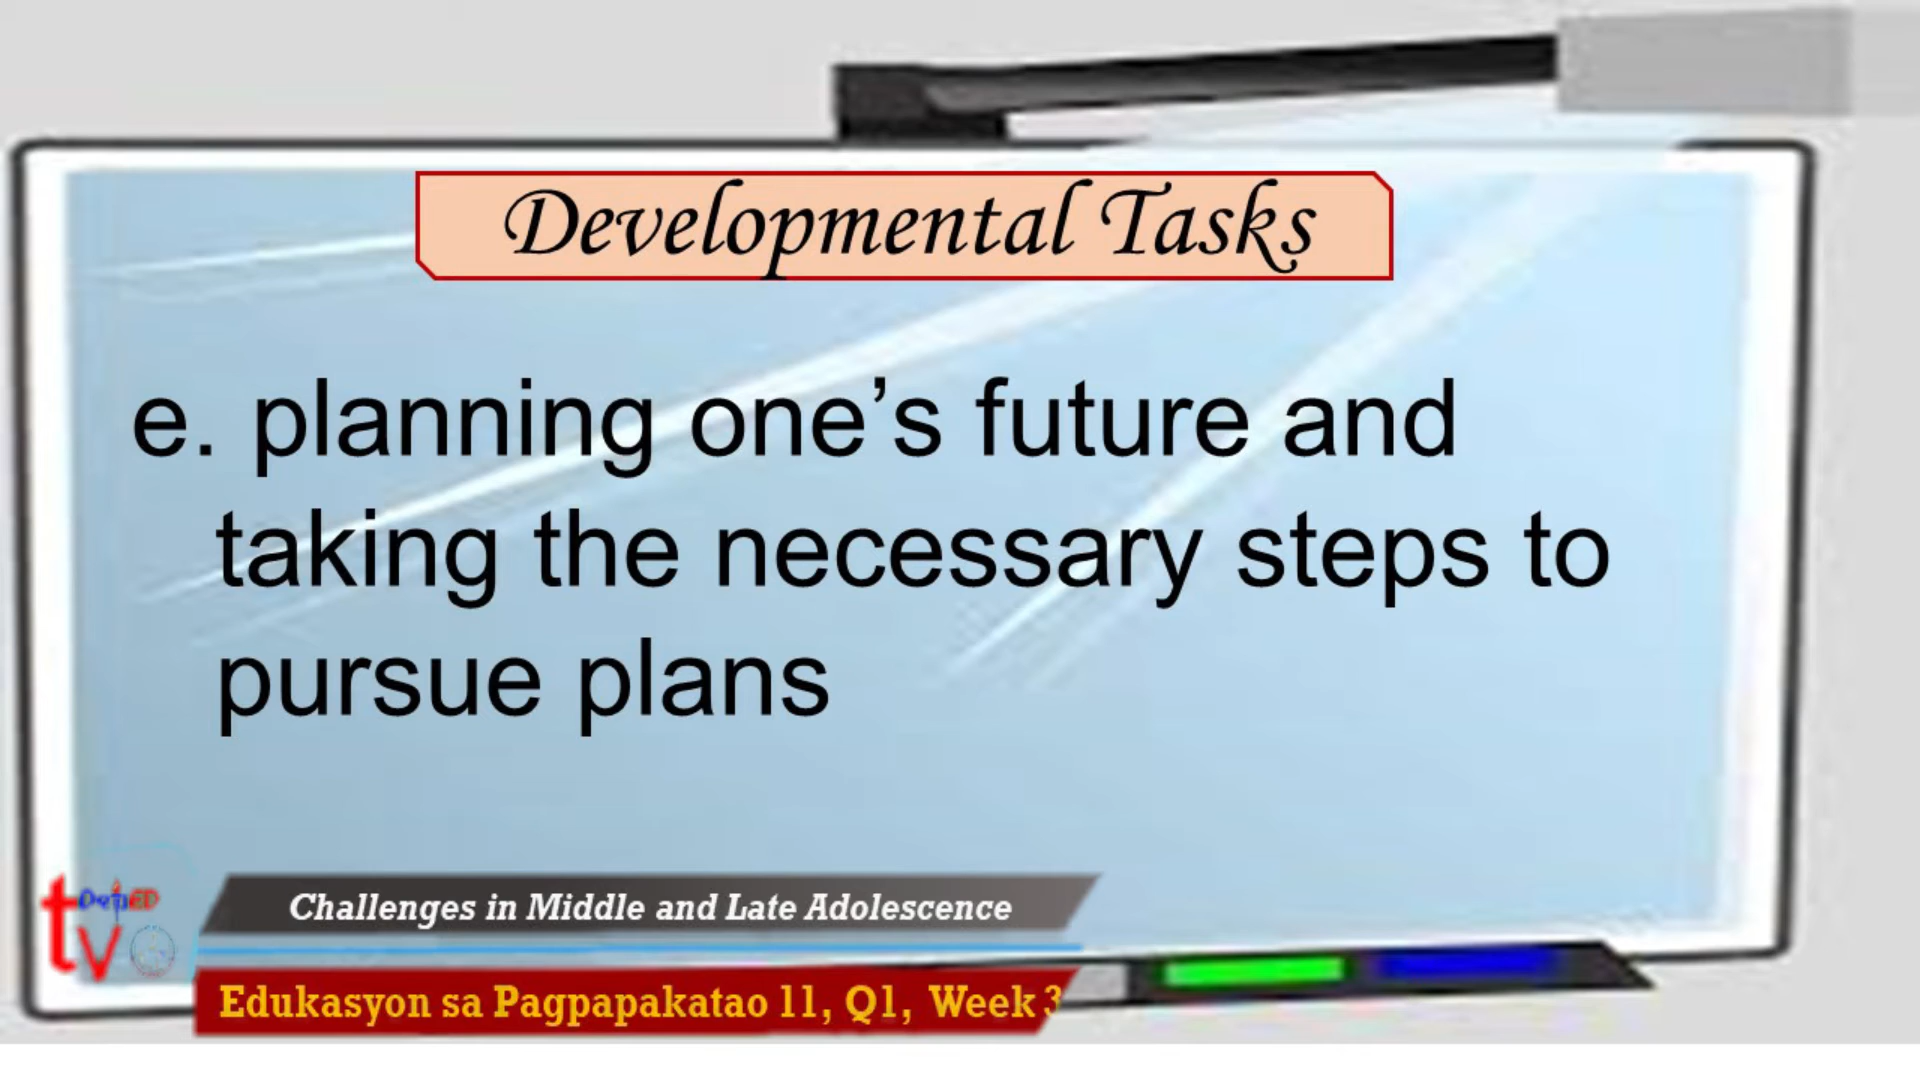 Developmental Tasks
e. planning one’s future and
taking the necessary steps to
pursue plans
DepED
tv
Challenges in Middle and Late Adolescence
Edukasyon sa Pagpapakatao 11, Q1, Week 3